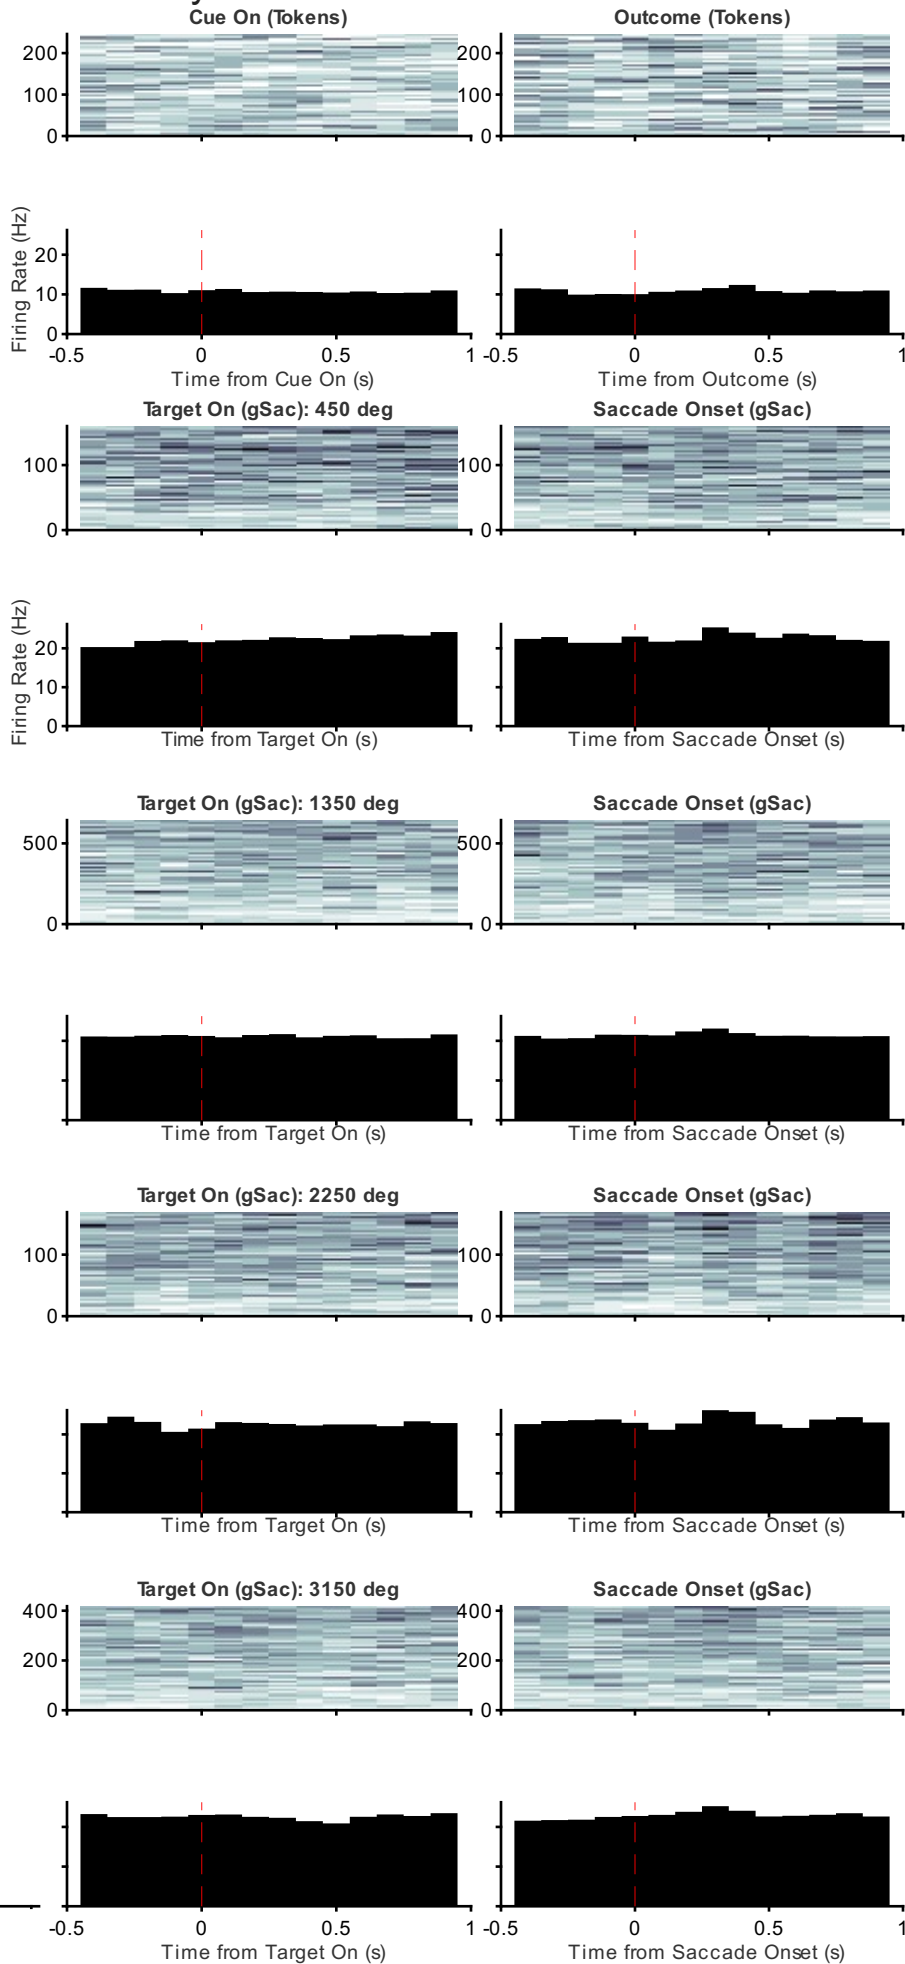 Cue On (Tokens)
Outcome (Tokens)
200
100
0
200
100
0
Firing Rate (Hz)
20
10
0
-0.5
0
0.5
1
-0.5
0
0.5
1
Time from Cue On (s)
Time from Outcome (s)
Target On (gSac): 450 deg
Saccade Onset (gSac)
100
0
100
0
Firing Rate (Hz)
20
10
0
Time from Target On (s)
Time from Saccade Onset (s)
Target On (gSac): 1350 deg
Saccade Onset (gSac)
500
0
500
0
Time from Target On (s)
Time from Saccade Onset (s)
Target On (gSac): 2250 deg
Saccade Onset (gSac)
100
0
100
0
Time from Target On (s)
Time from Saccade Onset (s)
Target On (gSac): 3150 deg
Saccade Onset (gSac)
400
200
0
400
200
0
-0.5
0
0.5
1
-0.5
0
0.5
1
Time from Target On (s)
Time from Saccade Onset (s)